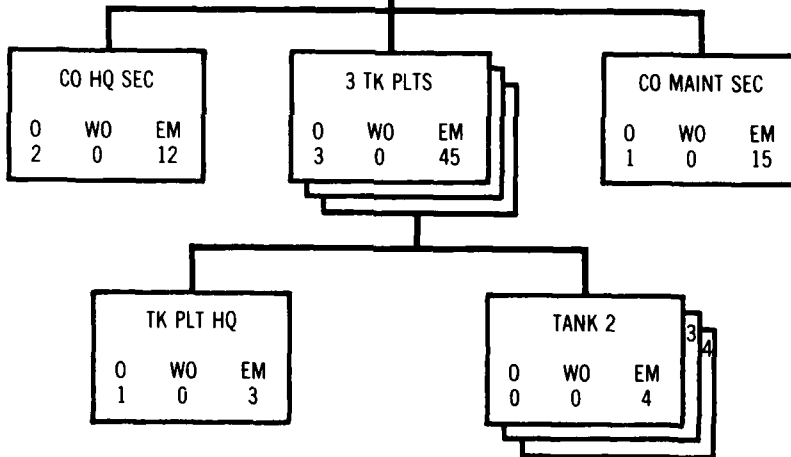 CO HQ SEC
O WO EM
2 0 12
3 TK PLTS
O WO EM
3 0 45
CO MAINT SEC
O WO EM
1 0 15
TK PLT HQ
O WO EM
1 0 3
TANK 2
O WO EM
0 0 4
3
4